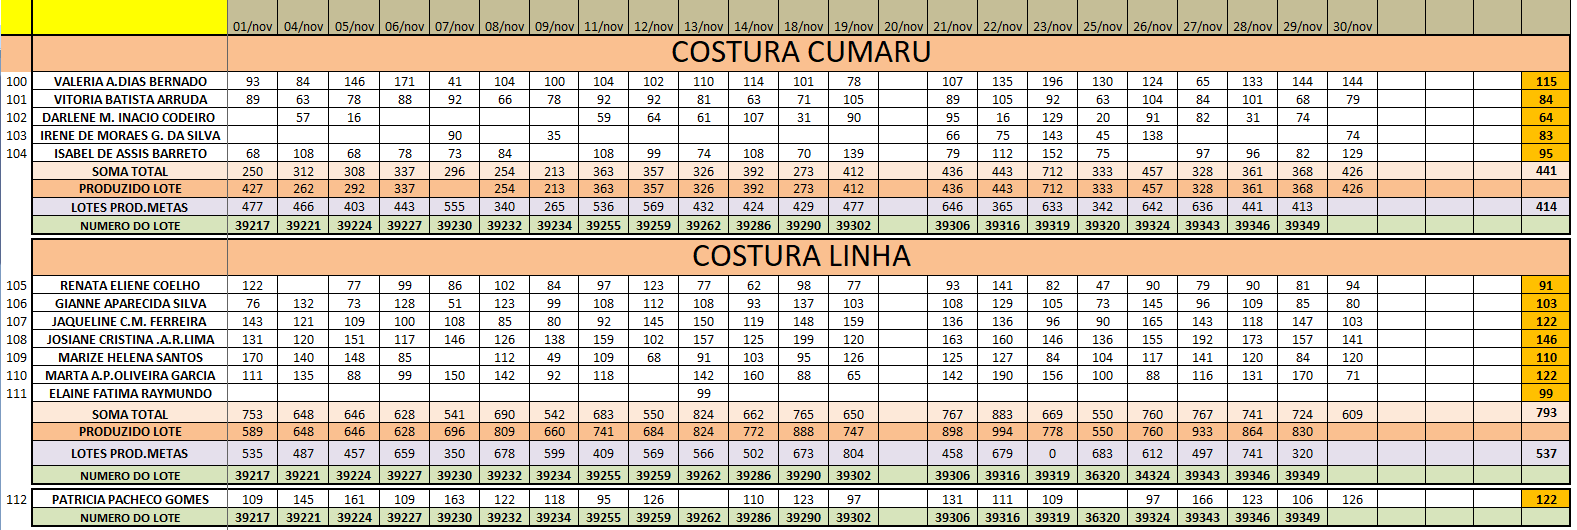 01/nov 04/nov 05/nov 06/nov 07/nov 08/nov 09/nov 11/nov 12/nov 13/nov 14/nov 18/nov 19/nov 20/nov 21/nov 22/nov 23/nov 25/nov 26/nov 27/nov 28/nov 29/nov 30/nov
COSTURA CUMARU
100 VALERIA A.DIAS BERNADO 93 84 146 171 41 104 100 104 102 110 114 101 78 107 135 196 130 124 65 133 144 144 115
101 VITORIA BATISTA ARRUDA 89 63 78 88 92 66 78 92 92 81 63 71 105 89 105 92 63 104 84 101 68 79 84
102 DARLENE M. INACIO CODEIRO 57 16 59 64 61 107 31 90 95 16 129 20 91 82 31 74 64
103 IRENE DE MORAES G. DA SILVA 90 35 66 75 143 45 138 74 83
104 ISABEL DE ASSIS BARRETO 68 108 68 78 73 84 108 99 74 108 70 139 79 112 152 75 97 96 82 129 95
SOMA TOTAL 250 312 308 337 296 254 213 363 357 326 392 273 412 436 443 712 333 457 328 361 368 426 441
PRODUZIDO LOTE 427 262 292 337 254 213 363 357 326 392 273 412 436 443 712 333 457 328 361 368 426
LOTES PROD.METAS 477 466 403 443 555 340 265 536 569 432 424 429 477 646 365 633 342 642 636 441 413 414
NUMERO DO LOTE 39217 39221 39224 39227 39230 39232 39234 39255 39259 39262 39286 39290 39302 39306 39316 39319 39320 39324 39343 39346 39349
COSTURA LINHA
105 RENATA ELIENE COELHO 122 77 99 86 102 84 97 123 77 62 98 77 93 141 82 47 90 79 90 81 94 91
106 GIANNE APARECIDA SILVA 76 132 73 128 51 123 99 108 112 108 93 137 103 108 129 105 73 145 96 109 85 80 103
107 JAQUELINE C.M. FERREIRA 143 121 109 100 108 85 80 92 145 150 119 148 159 136 136 96 90 165 143 118 147 103 122
108 JOSIANE CRISTINA .A.R.LIMA 131 120 151 117 146 126 138 159 102 157 125 199 120 163 160 146 136 155 192 173 157 141 146
109 MARIZE HELENA SANTOS 170 140 148 85 112 49 109 68 91 103 95 126 125 127 84 104 117 141 120 84 120 110
110 MARTA A.P.OLIVEIRA GARCIA 111 135 88 99 150 142 92 118 142 160 88 65 142 190 156 100 88 116 131 170 71 122
111 ELAINE FATIMA RAYMUNDO 99 99
SOMA TOTAL 753 648 646 628 541 690 542 683 550 824 662 765 650 767 883 669 550 760 767 741 724 609 793
PRODUZIDO LOTE 589 648 646 628 696 809 660 741 684 824 772 888 747 898 994 778 550 760 933 864 830
LOTES PROD.METAS 535 487 457 659 350 678 599 409 569 566 502 673 804 458 679 0 683 612 497 741 320 537
NUMERO DO LOTE 39217 39221 39224 39227 39230 39232 39234 39255 39259 39262 39286 39290 39302 39306 39316 39319 36320 34324 39343 39346 39349
112 PATRICIA PACHECO GOMES 109 145 161 109 163 122 118 95 126 110 123 97 131 111 109 97 166 123 106 126 122
NUMERO DO LOTE 39217 39221 39224 39227 39230 39232 39234 39255 39259 39262 39286 39290 39302 39306 39316 39319 36320 39324 39343 39346 39349